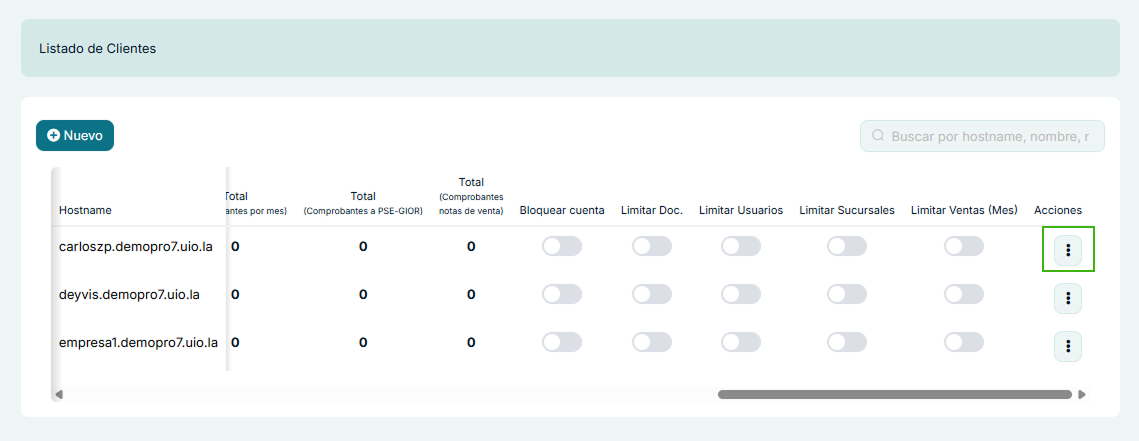 Listado de Clientes
Nuevo
Buscar por hostname, nombre, r
Hostname
Total
antes por mes)
Total
(Comprobantes a PSE-GIOR)
Total
(Comprobantes
notas de venta)
Bloquear cuenta
Limitar Doc.
Limitar Usuarios
Limitar Sucursales
Limitar Ventas (Mes)
Acciones
carloszp.demopro7.uio.la 0 0 0
deyvis.demopro7.uio.la 0 0 0
empresa1.demopro7.uio.la 0 0 0